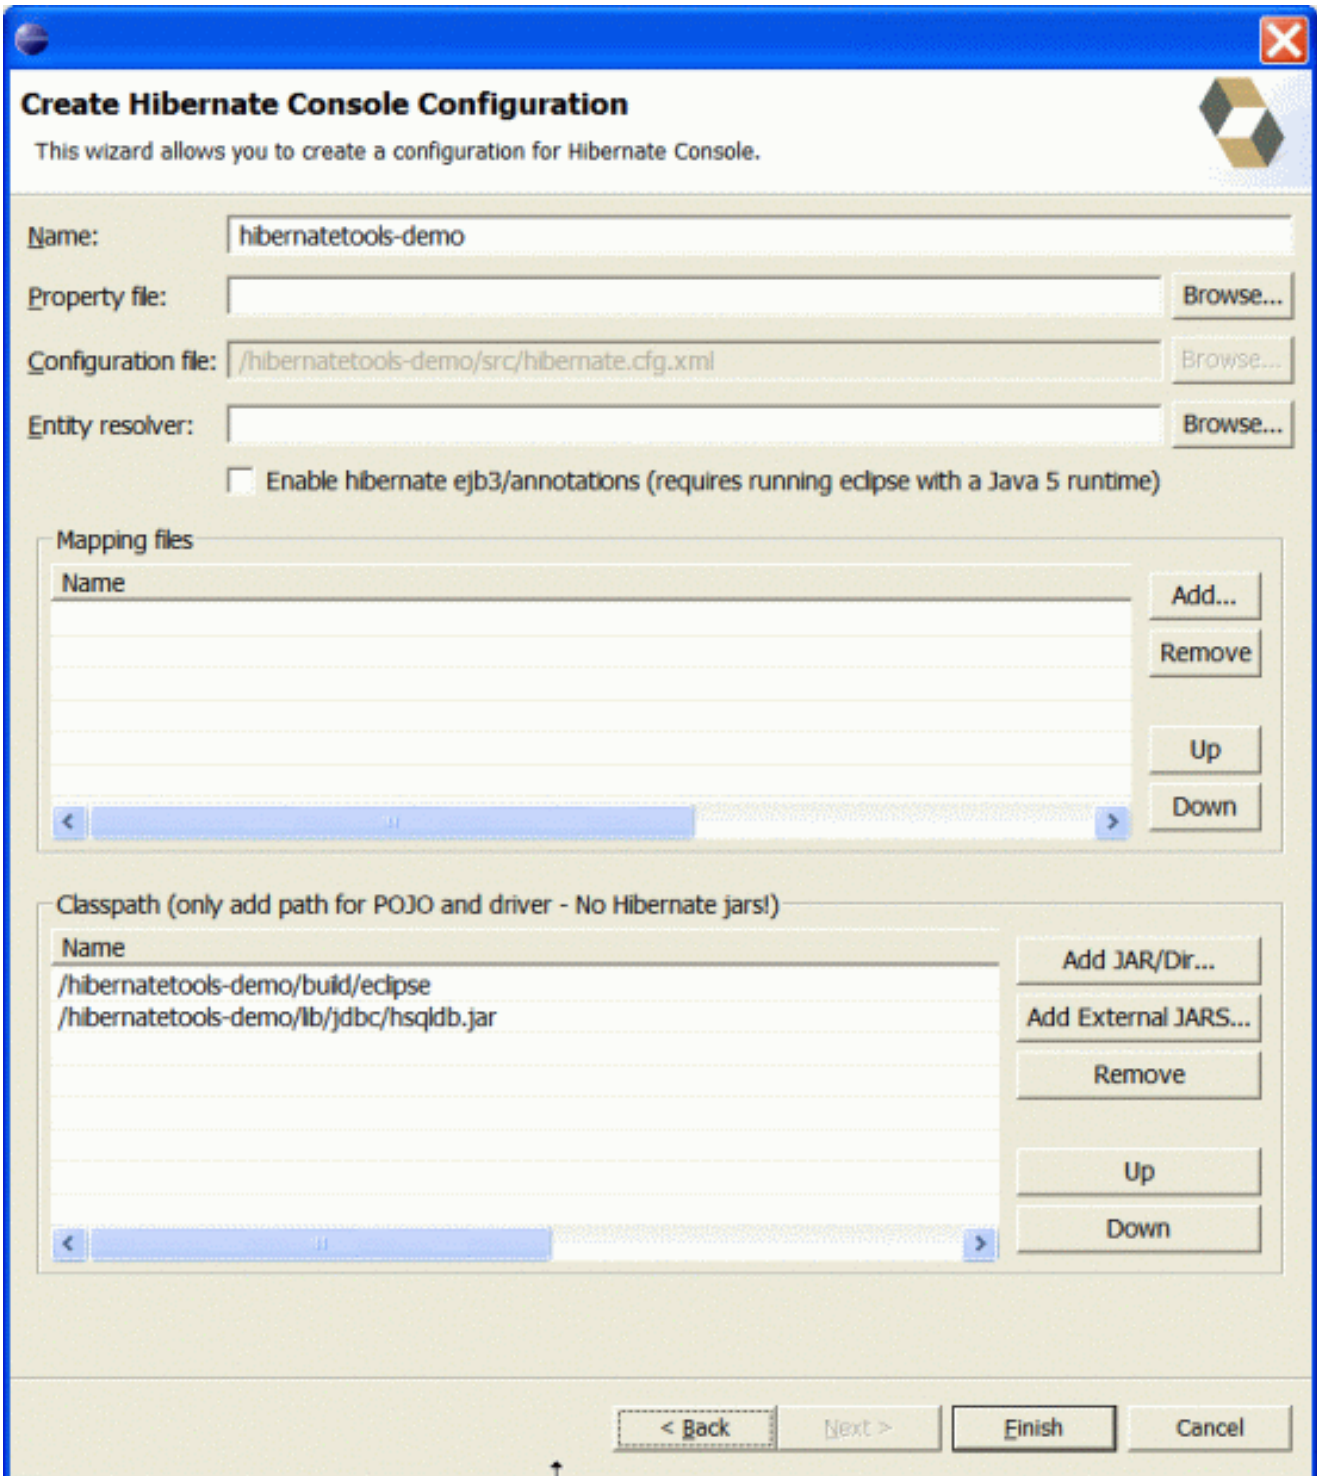 Create Hibernate Console Configuration
This wizard allows you to create a configuration for Hibernate Console.
Name: hibernatetools-demo
Property file: Browse...
Configuration file: /hibernatetools-demo/src/hibernate.cfg.xml Browse...
Entity resolver: Browse...
Enable hibernate ejb3/annotations (requires running eclipse with a Java 5 runtime)
Mapping files
Name
Add...
Remove
Up
Down
Classpath (only add path for POJO and driver - No Hibernate jars!)
Name
/hibernatetools-demo/build/eclipse
/hibernatetools-demo/lib/jdbc/hsqldb.jar
Add JAR/Dir...
Add External JARS...
Remove
Up
Down
< Back Next > Finish Cancel